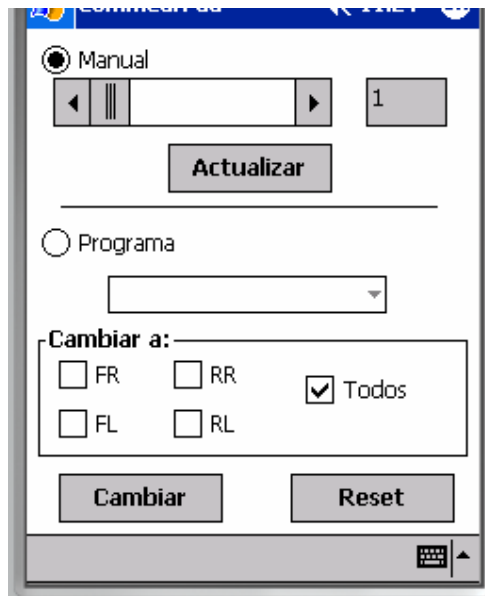 Manual
1
Actualizar
Programa
Cambiar a:
FR RR
Todos
FL RL
Cambiar Reset